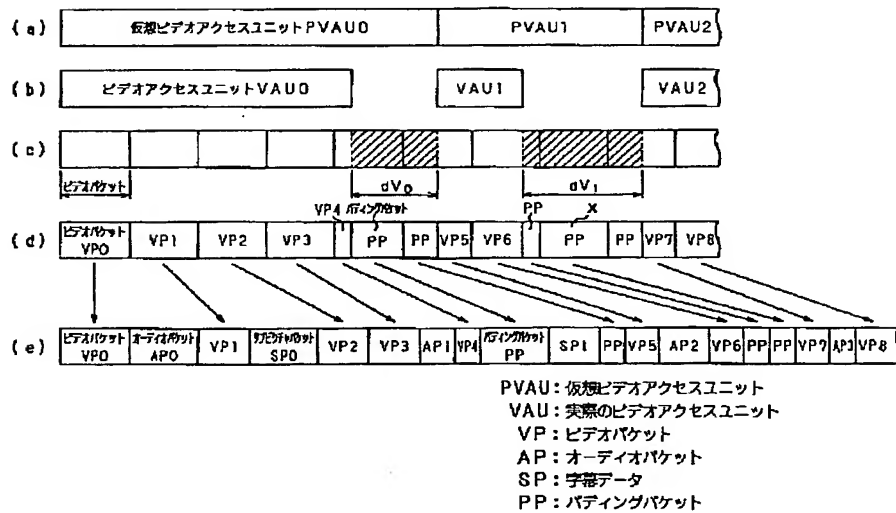 (a) 仮想ビデオアクセスユニットPVAU0 PVAU1 PVAU2
(b) ビデオアクセスユニットVAU0 VAU1 VAU2
(c)
ビデオパケット dV0 dV1
VP4 パディングパケット PP X
(d) ビデオパケット VP0 VP1 VP2 VP3 PP PP VP5 VP6 PP PP VP7 VP8
(e) ビデオパケット VP0 オーディオパケット AP0 VP1 サブピクチャパケット SP0 VP2 VP3 AP1 VP4 パディングパケット PP SP1 PP VP5 AP2 VP6 PP PP VP7 AP3 VP8
PVAU：仮想ビデオアクセスユニット
VAU：実際のビデオアクセスユニット
VP：ビデオパケット
AP：オーディオパケット
SP：字幕データ
PP：パディングパケット